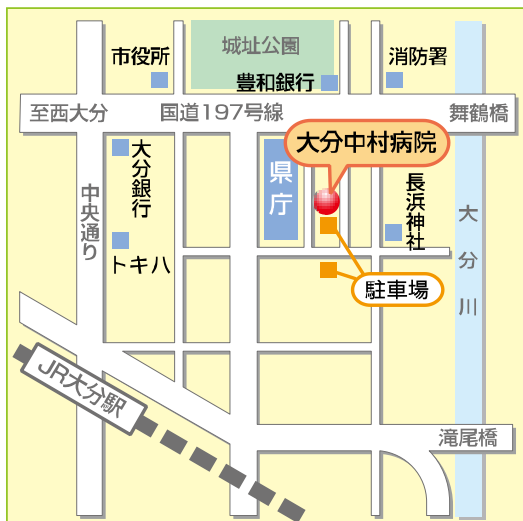 城址公園
市役所
消防署
豊和銀行
至西大分
国道197号線
舞鶴橋
大分中村病院
大分銀行
県庁
長浜神社
中央通り
大分川
トキハ
駐車場
JR大分駅
滝尾橋